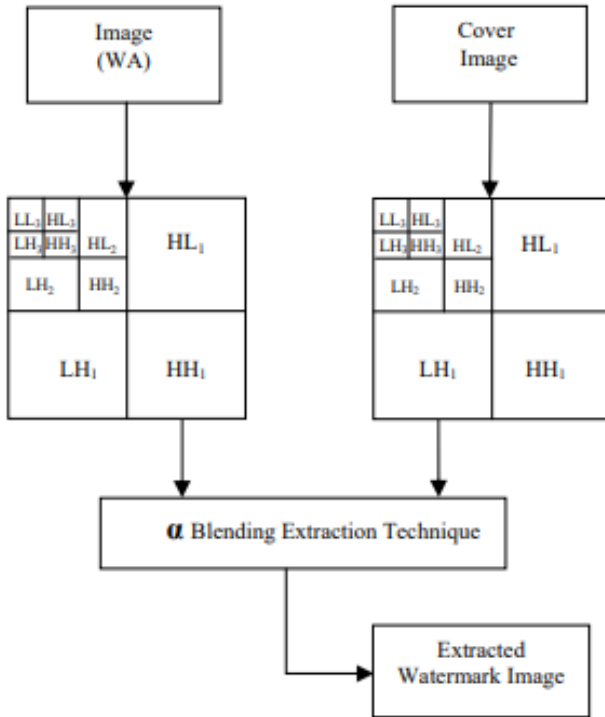 Image
(WA)
Cover
Image
LL₃ HL₃
LH₃ HH₃ HL₂
HL₁
LH₂ HH₂
LH₁ HH₁
LL₃ HL₃
LH₃ HH₃ HL₂
HL₁
LH₂ HH₂
LH₁ HH₁
α Blending Extraction Technique
Extracted
Watermark Image